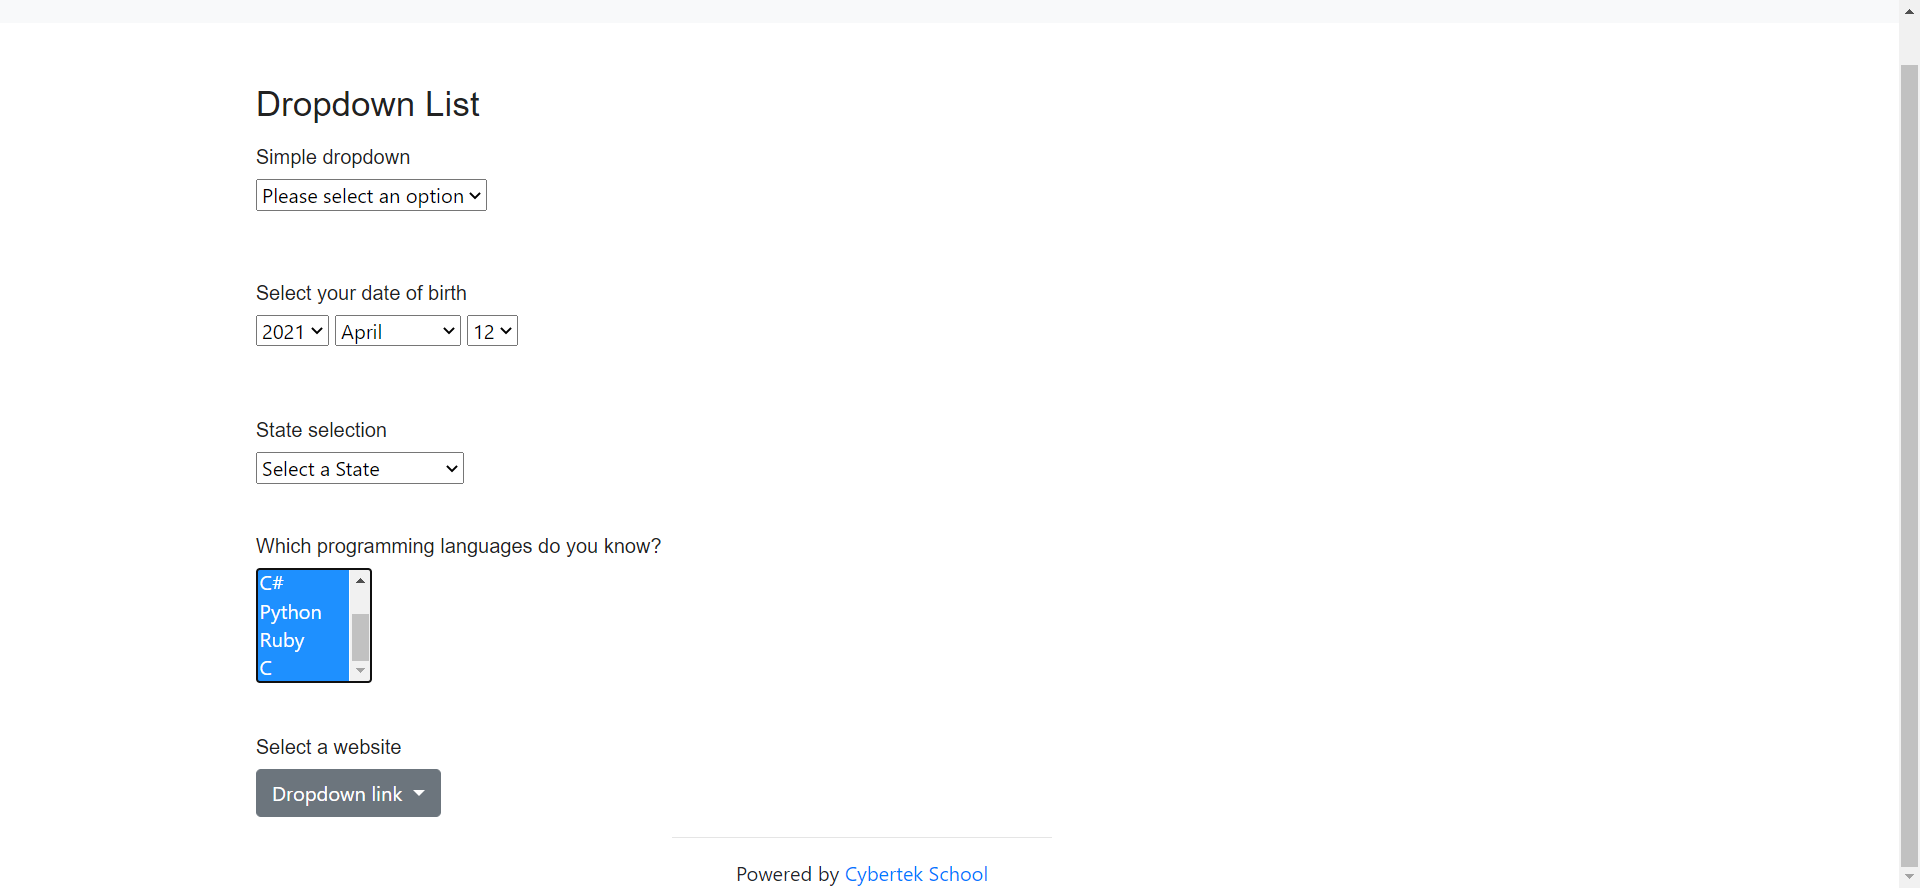 Dropdown List
Simple dropdown
Please select an option
Select your date of birth
2021 April 12
State selection
Select a State
Which programming languages do you know?
C#
Python
Ruby
C
Select a website
Dropdown link
Powered by Cybertek School